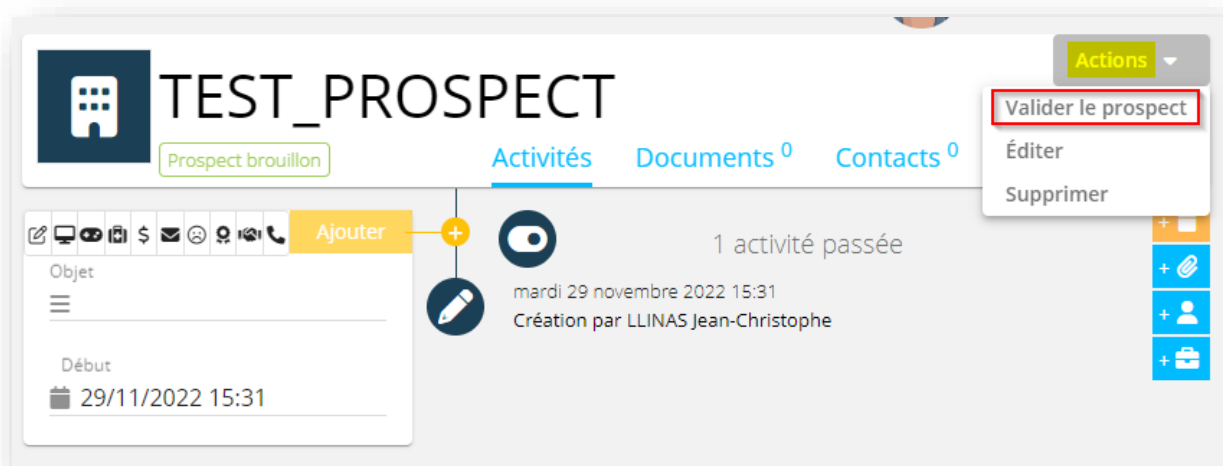 TEST_PROSPECT
Prospect brouillon
Activités Documents 0 Contacts 0
Actions
Valider le prospect
Éditer
Supprimer
$ Ajouter
Objet
Début
29/11/2022 15:31
1 activité passée
mardi 29 novembre 2022 15:31
Création par LLINAS Jean-Christophe
+
+
+
+
+